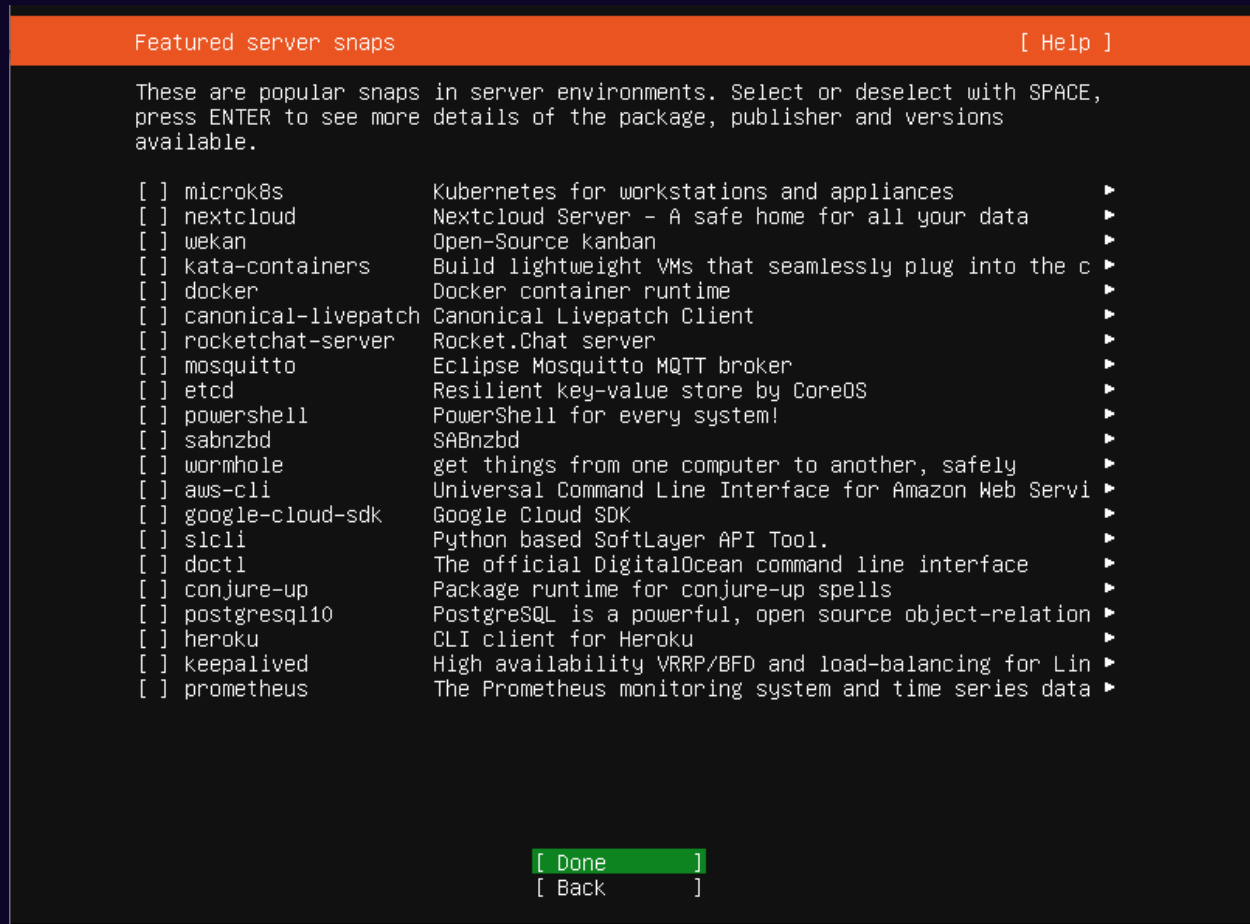 Featured server snaps [ Help ]
These are popular snaps in server environments. Select or deselect with SPACE,
press ENTER to see more details of the package, publisher and versions
available.
[ ] microk8s Kubernetes for workstations and appliances ►
[ ] nextcloud Nextcloud Server - A safe home for all your data ►
[ ] wekan Open-Source kanban ►
[ ] kata-containers Build lightweight VMs that seamlessly plug into the c ►
[ ] docker Docker container runtime ►
[ ] canonical-livepatch Canonical Livepatch Client ►
[ ] rocketchat-server Rocket.Chat server ►
[ ] mosquitto Eclipse Mosquitto MQTT broker ►
[ ] etcd Resilient key-value store by CoreOS ►
[ ] powershell PowerShell for every system! ►
[ ] sabnzbd SABnzbd ►
[ ] wormhole get things from one computer to another, safely ►
[ ] aws-cli Universal Command Line Interface for Amazon Web Servi ►
[ ] google-cloud-sdk Google Cloud SDK ►
[ ] slcli Python based SoftLayer API Tool. ►
[ ] doctl The official DigitalOcean command line interface ►
[ ] conjure-up Package runtime for conjure-up spells ►
[ ] postgresql10 PostgreSQL is a powerful, open source object-relation ►
[ ] heroku CLI client for Heroku ►
[ ] keepalived High availability VRRP/BFD and load-balancing for Lin ►
[ ] prometheus The Prometheus monitoring system and time series data ►
[ Done ]
[ Back ]